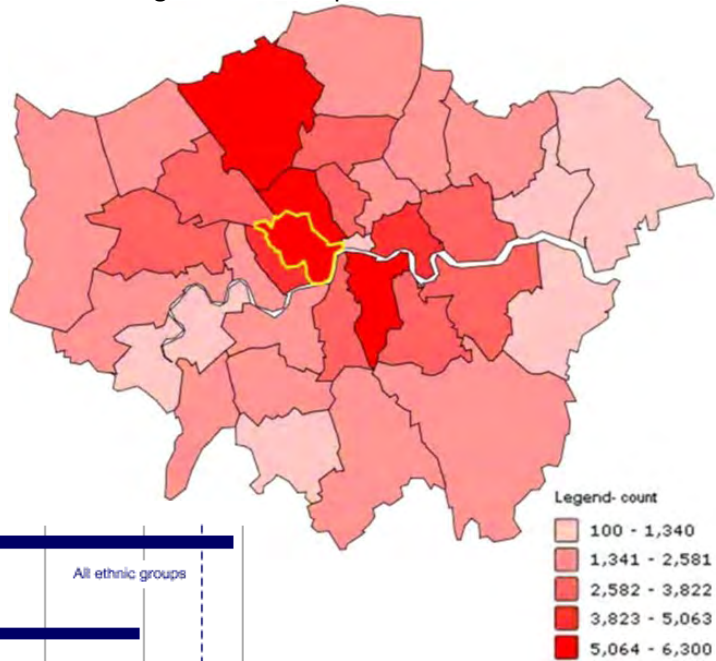 Legend- count
100 - 1,340
1,341 - 2,581
2,582 - 3,822
3,823 - 5,063
5,064 - 6,300
All ethnic groups